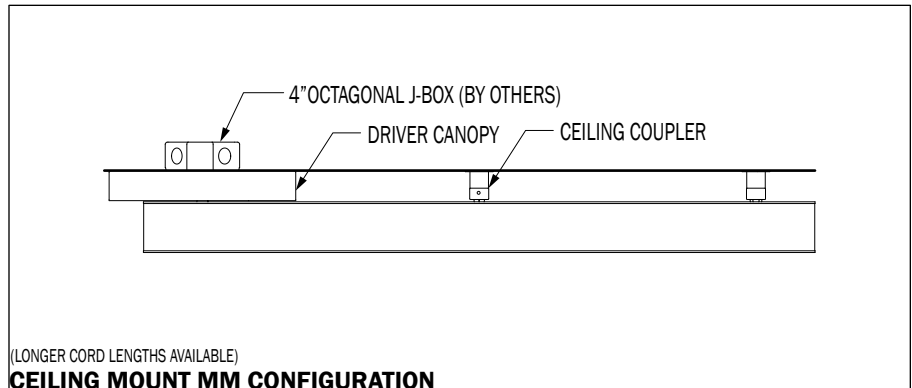 4”OCTAGONAL J-BOX (BY OTHERS)
DRIVER CANOPY
CEILING COUPLER
(LONGER CORD LENGTHS AVAILABLE)
CEILING MOUNT MM CONFIGURATION